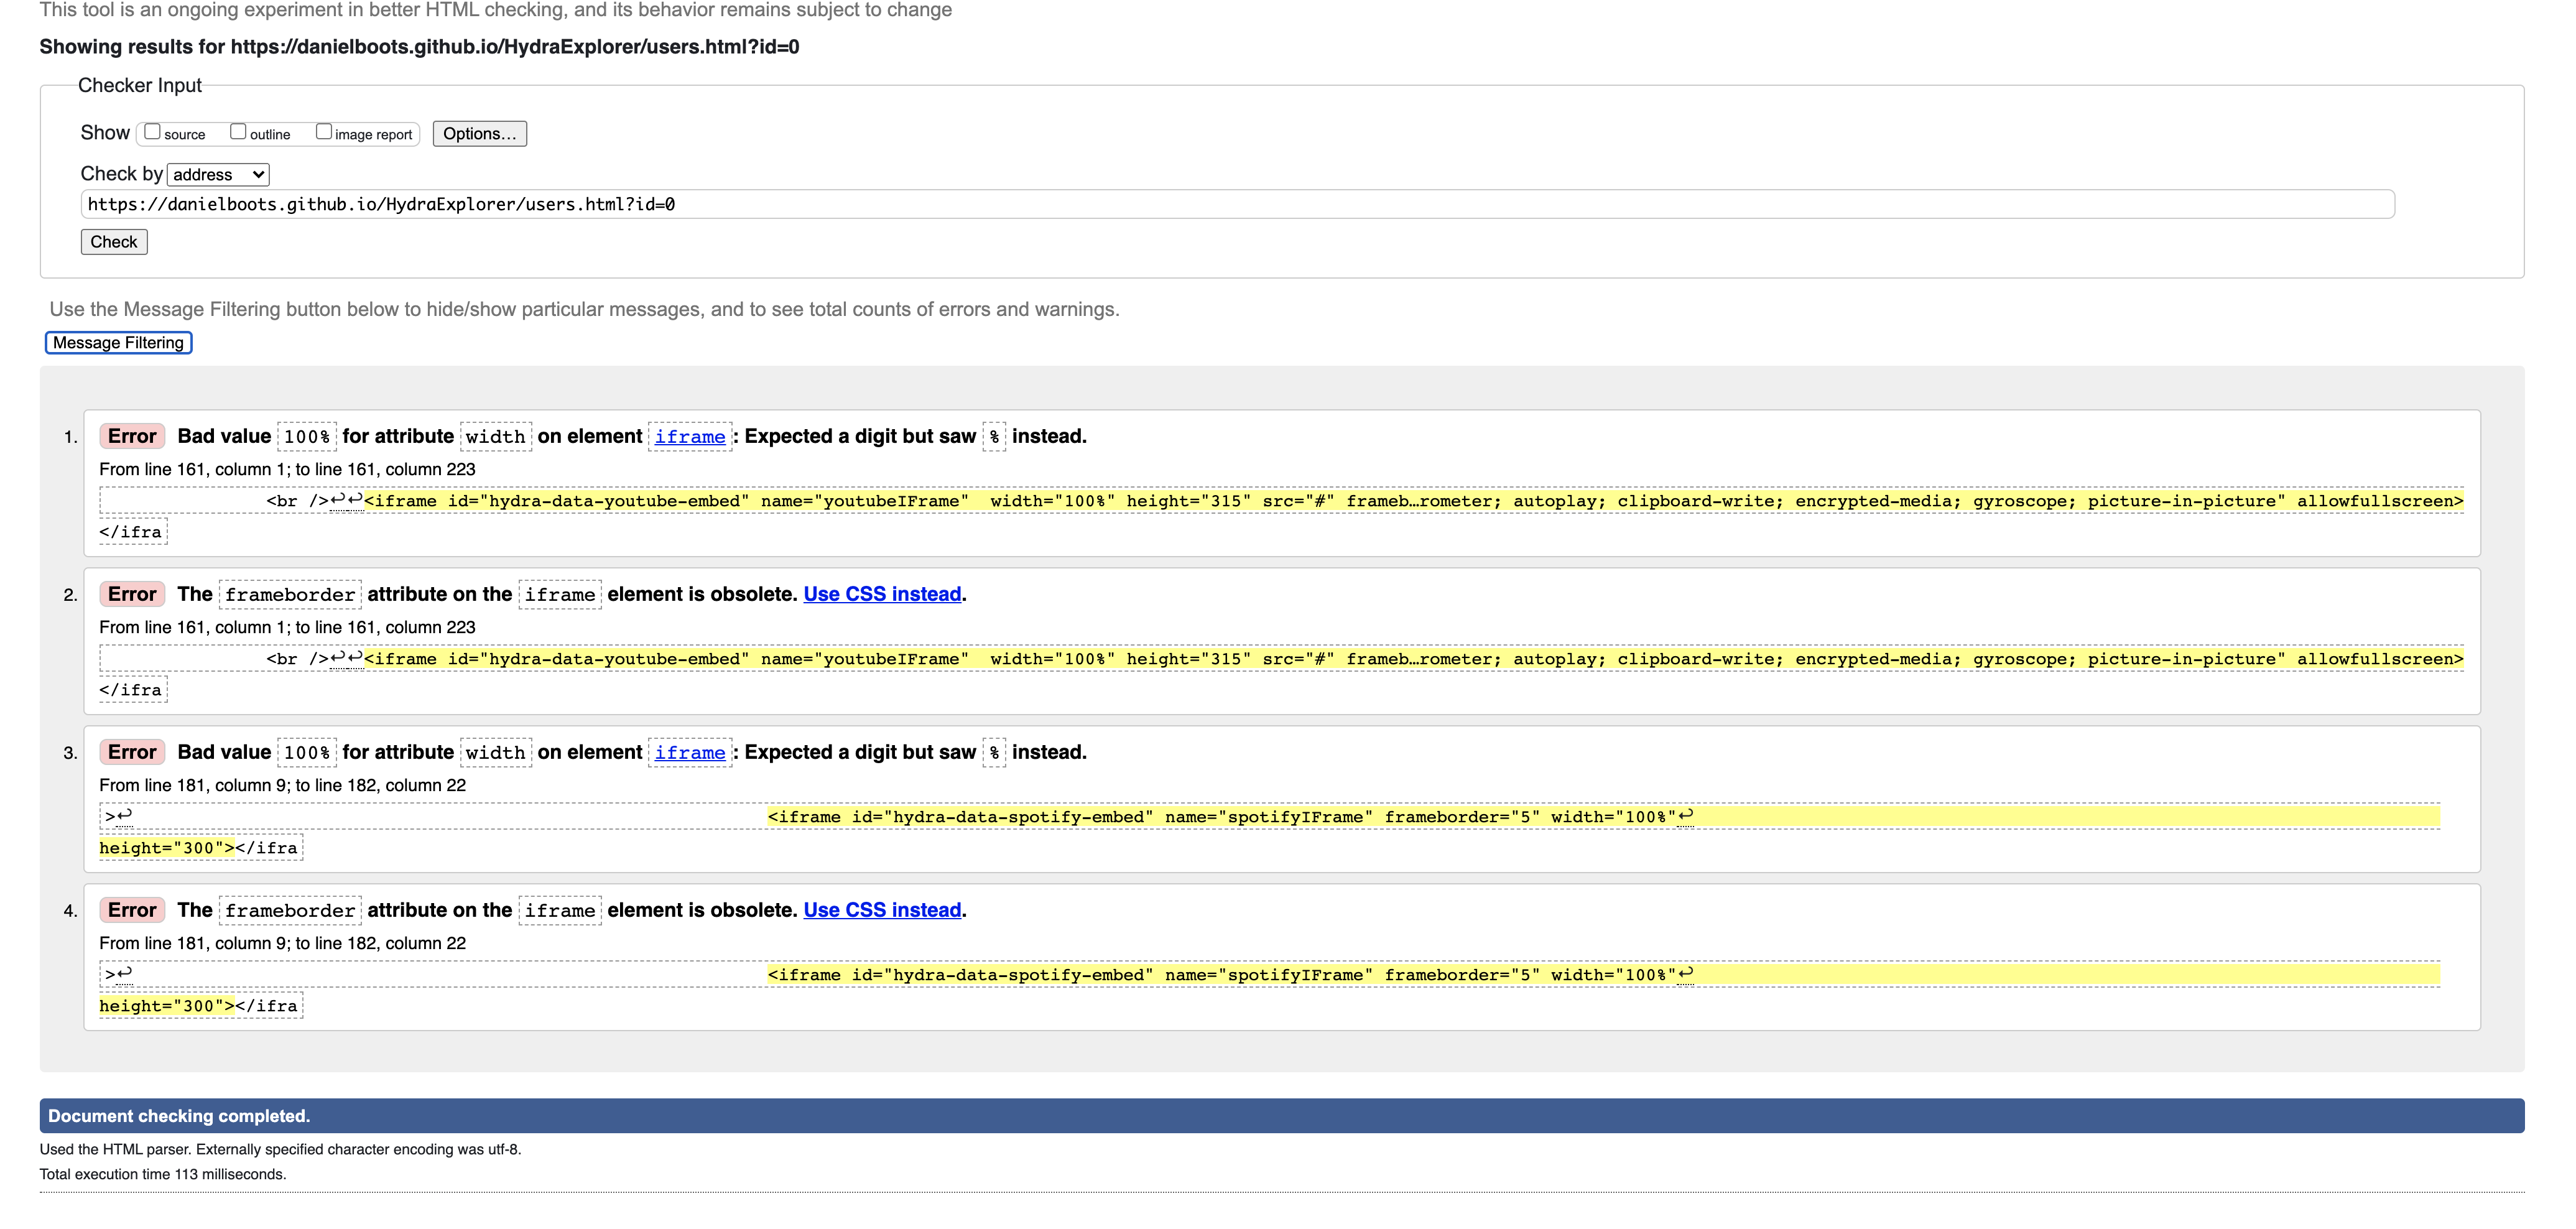 This tool is an ongoing experiment in better HTML checking, and its behavior remains subject to change
Showing results for https://danielboots.github.io/HydraExplorer/users.html?id=0
Checker Input
Show source outline image report Options...
Check by address
https://danielboots.github.io/HydraExplorer/users.html?id=0
Check
Use the Message Filtering button below to hide/show particular messages, and to see total counts of errors and warnings.
Message Filtering
1. Error Bad value 100% for attribute width on element iframe: Expected a digit but saw % instead.
From line 161, column 1; to line 161, column 223
<br />↩↩<iframe id="hydra-data-youtube-embed" name="youtubeIFrame"  width="100%" height="315" src="#" frameb…rometer; autoplay; clipboard-write; encrypted-media; gyroscope; picture-in-picture" allowfullscreen>
</ifra
2. Error The frameborder attribute on the iframe element is obsolete. Use CSS instead.
From line 161, column 1; to line 161, column 223
<br />↩↩<iframe id="hydra-data-youtube-embed" name="youtubeIFrame"  width="100%" height="315" src="#" frameb…rometer; autoplay; clipboard-write; encrypted-media; gyroscope; picture-in-picture" allowfullscreen>
</ifra
3. Error Bad value 100% for attribute width on element iframe: Expected a digit but saw % instead.
From line 181, column 9; to line 182, column 22
>↩ <iframe id="hydra-data-spotify-embed" name="spotifyIFrame" frameborder="5" width="100%"↩
height="300"></ifra
4. Error The frameborder attribute on the iframe element is obsolete. Use CSS instead.
From line 181, column 9; to line 182, column 22
>↩ <iframe id="hydra-data-spotify-embed" name="spotifyIFrame" frameborder="5" width="100%"↩
height="300"></ifra
Document checking completed.
Used the HTML parser. Externally specified character encoding was utf-8.
Total execution time 113 milliseconds.